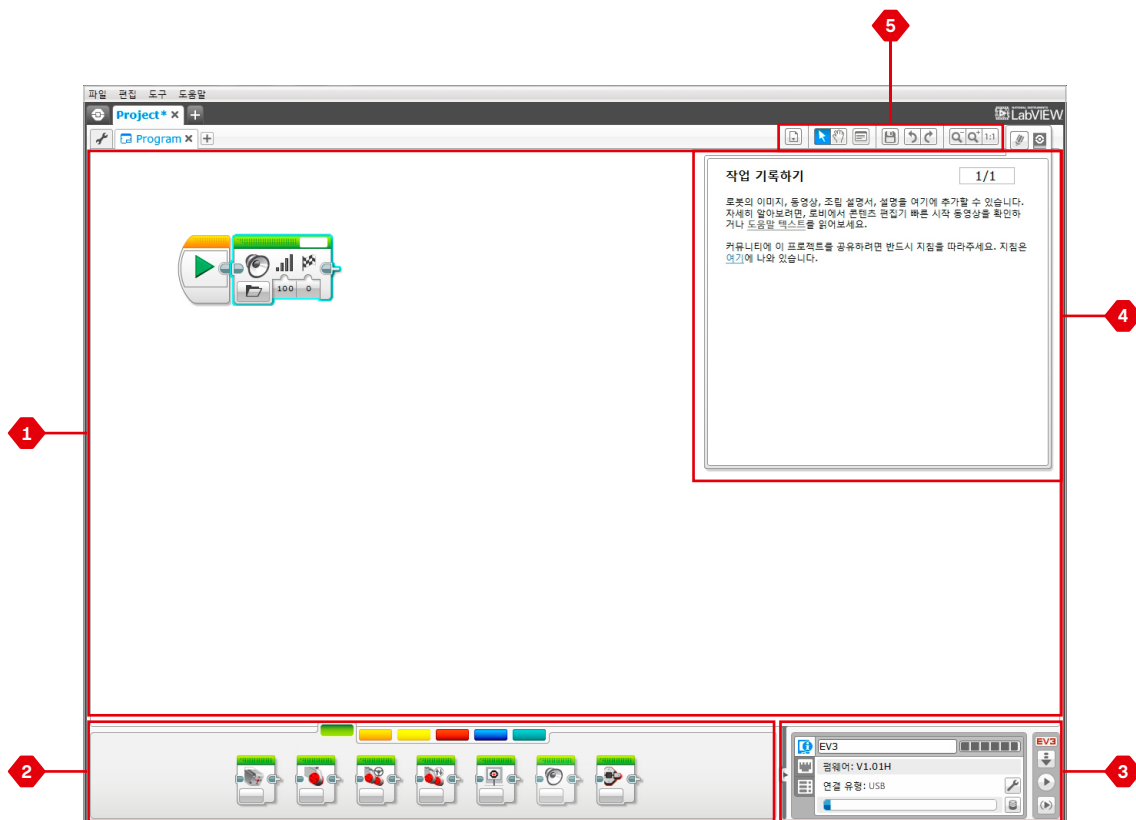 5
파일 편집 도구 도움말
Project* × +
LabVIEW
Program × +
1:1
작업 기록하기
1/1
로봇의 이미지, 동영상, 조립 설명서, 설명을 여기에 추가할 수 있습니다.
자세히 알아보려면, 로비에서 콘텐츠 편집기 빠른 시작 동영상을 확인하
거나 도움말 텍스트를 읽어보세요.
커뮤니티에 이 프로젝트를 공유하려면 반드시 지침을 따라주세요. 지침은
여기에 나와 있습니다.
100 0
4
1
2
EV3
EV3
펌웨어: V1.01H
연결 유형: USB
3